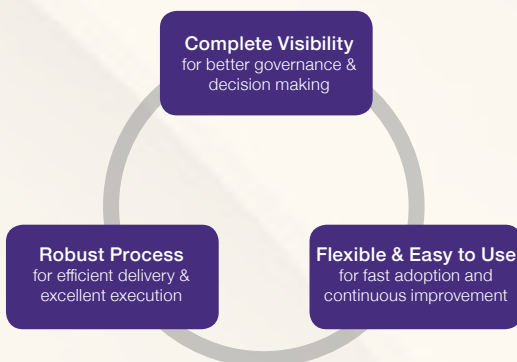 Complete Visibility
for better governance &
decision making
Robust Process
for efficient delivery &
excellent execution
Flexible & Easy to Use
for fast adoption and
continuous improvement